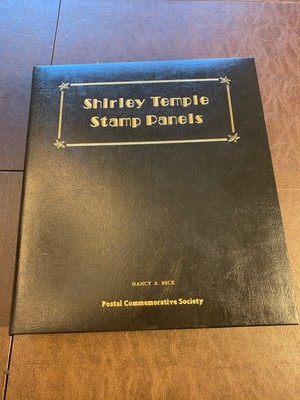 Shirley Temple
Stamp Panels
NANCY A. BECK
Postal Commemorative Society